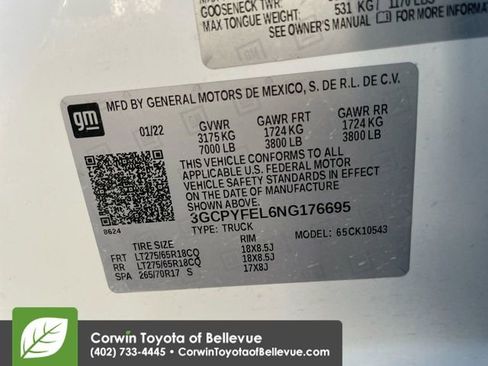 GOOSENECK TWR:
531 KG / 1170 LBS
MAX TONGUE WEIGHT:
SEE OWNER'S MANUAL FOR
gm
MFD BY GENERAL MOTORS DE MEXICO, S. DE R.L. DE C.V.
01/22 GVWR GAWR FRT GAWR RR
3175 KG 1724 KG 1724 KG
7000 LB 3800 LB 3800 LB
THIS VEHICLE CONFORMS TO ALL
APPLICABLE U.S. FEDERAL MOTOR
VEHICLE SAFETY STANDARDS IN EFFECT ON
THE DATE OF MANUFACTURE SHOWN ABOVE.
3GCPYFEL6NG176695
8624
TYPE: TRUCK 65CK10543
TIRE SIZE RIM
FRT LT275/65R18CQ 18X8.5J
RR LT275/65R18CQ 18X8.5J
SPA 265/70R17 S 17X8J
Corwin Toyota of Bellevue
(402) 733-4445 • CorwinToyotaofBellevue.com